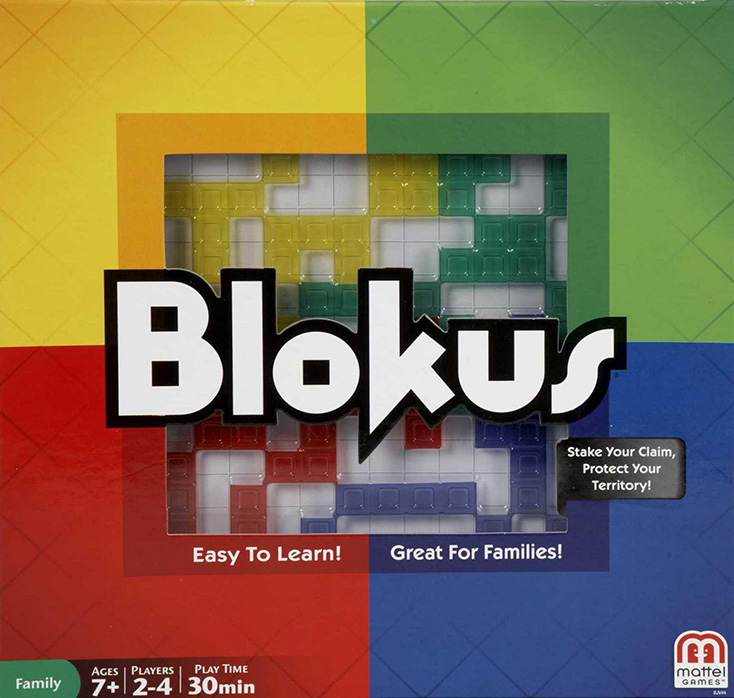 Blokus
Stake Your Claim,
Protect Your
Territory!
Easy To Learn!
Great For Families!
Family
AGES
7+
PLAYERS
2-4
PLAY TIME
30min
mattel
GAMES™